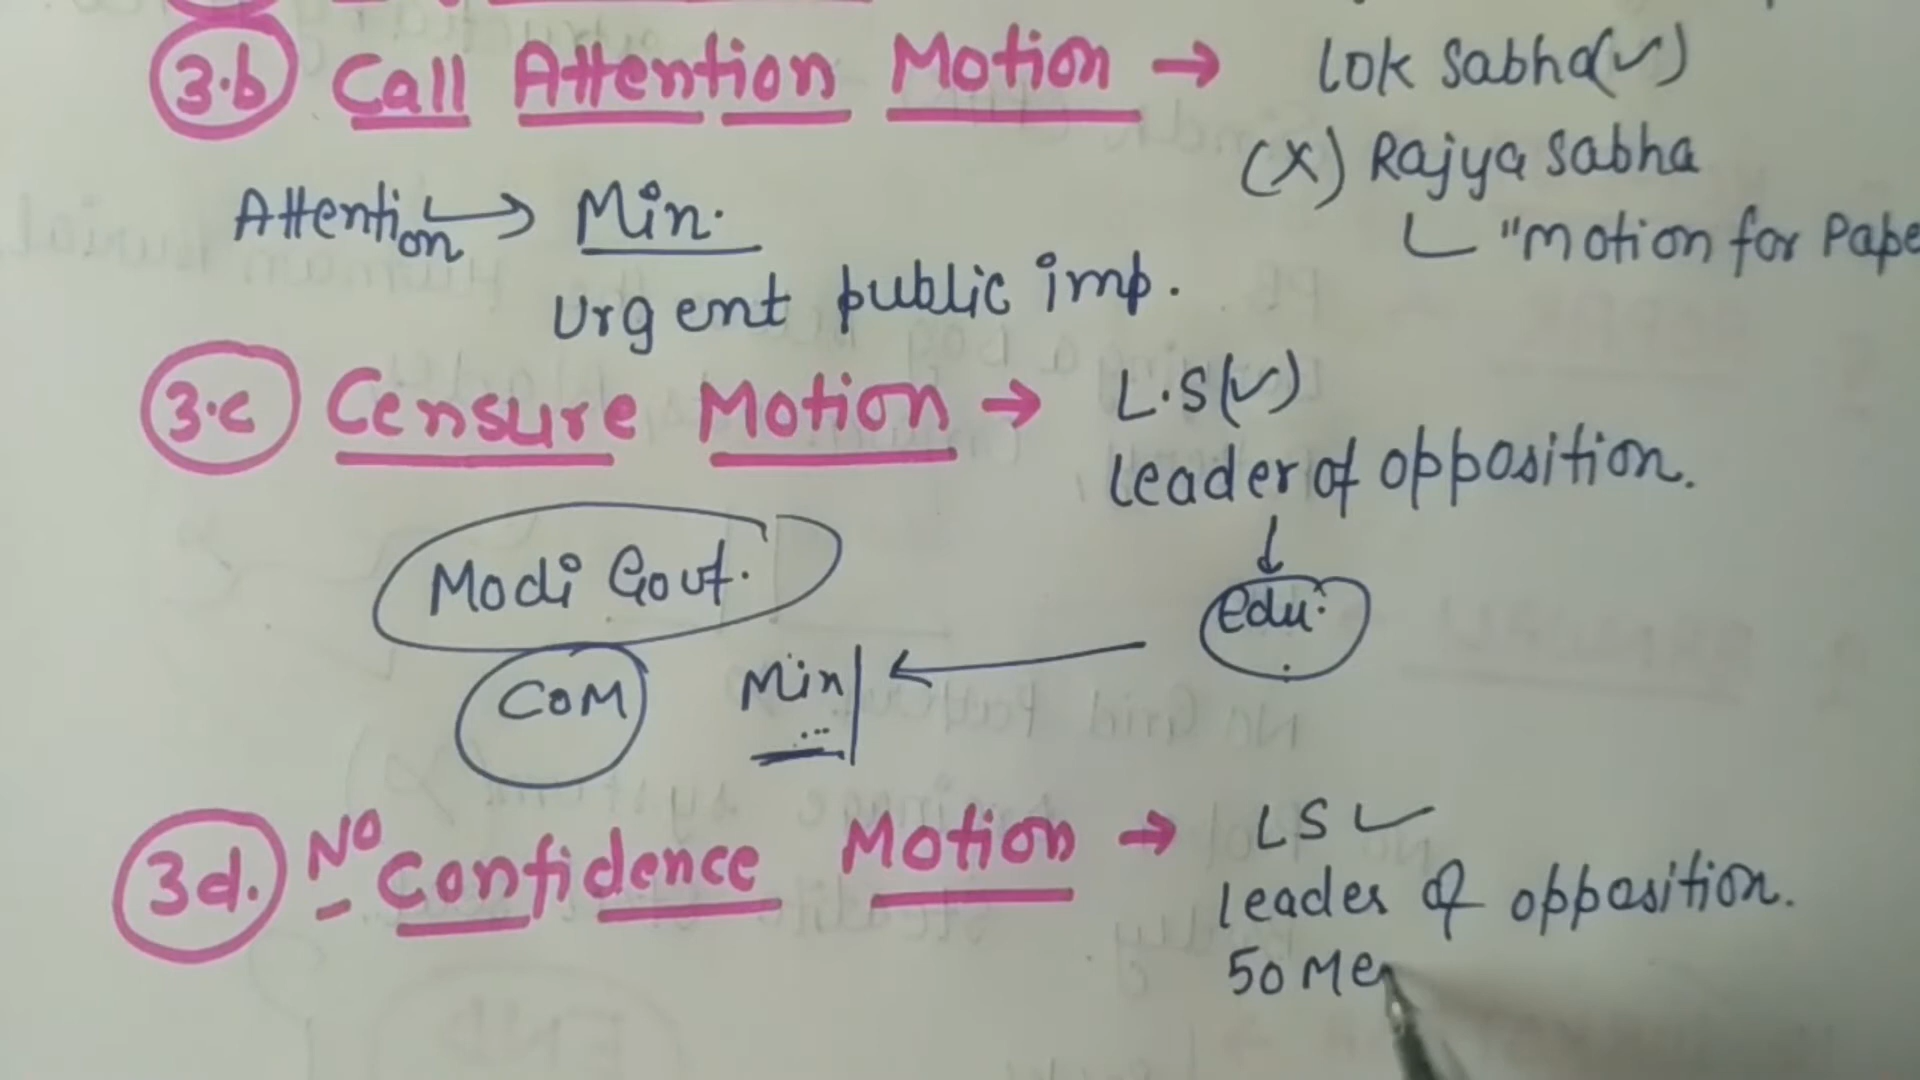 3.b Call Attention Motion → Lok Sabha(✓)
(X) Rajya Sabha
Attention → Min.
"Motion for Pape
Urgent public imp.
3.c Censure Motion → L.S(✓)
Leader of opposition.
Modi Govt.
edu.
COM Min
3d. No Confidence Motion → LS ✓
Leader of opposition.
50 Me